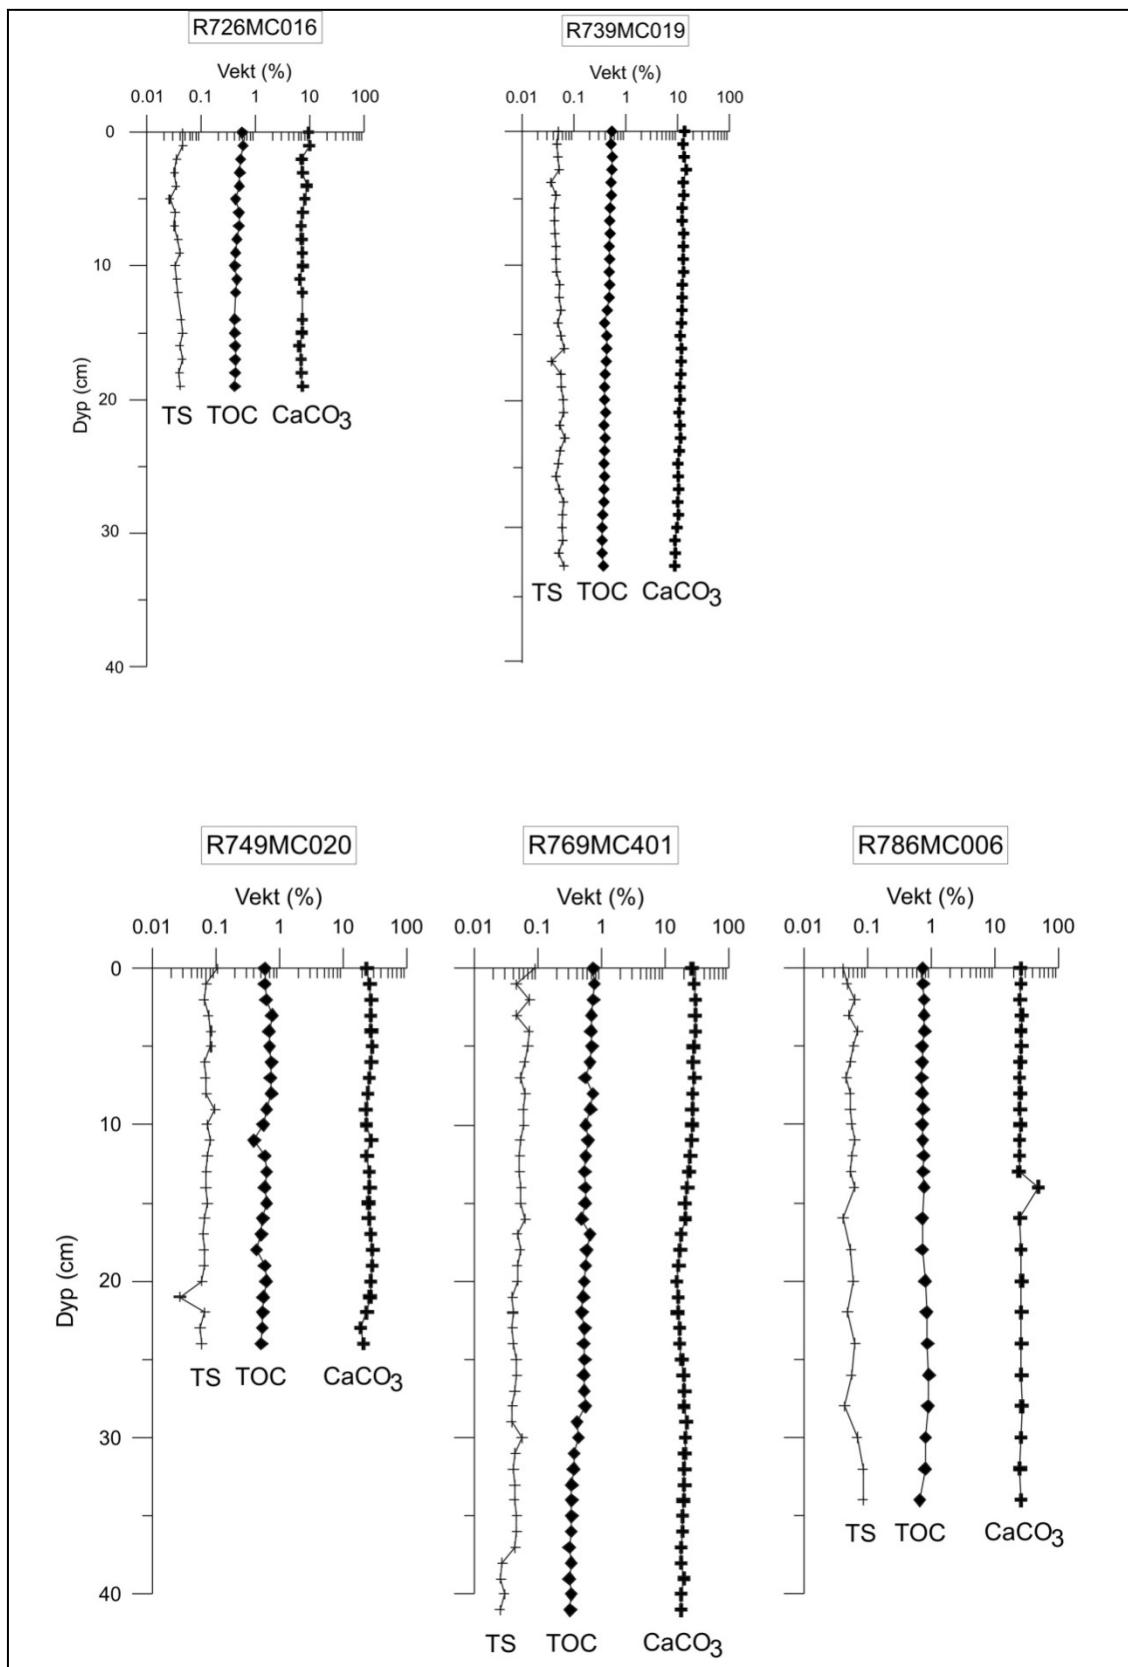 R726MC016 R739MC019
Vekt (%) Vekt (%)
0.01 0.1 1 10 100 0.01 0.1 1 10 100
0
10
Dyp (cm)
20
TS TOC CaCO3
30
TS TOC CaCO3
40
R749MC020 R769MC401 R786MC006
Vekt (%) Vekt (%) Vekt (%)
0.01 0.1 1 10 100 0.01 0.1 1 10 100 0.01 0.1 1 10 100
0 0 0
10 10 10
Dyp (cm)
20 20 20
TS TOC CaCO3
30 30 30
TS TOC CaCO3
40 40 40
TS TOC CaCO3